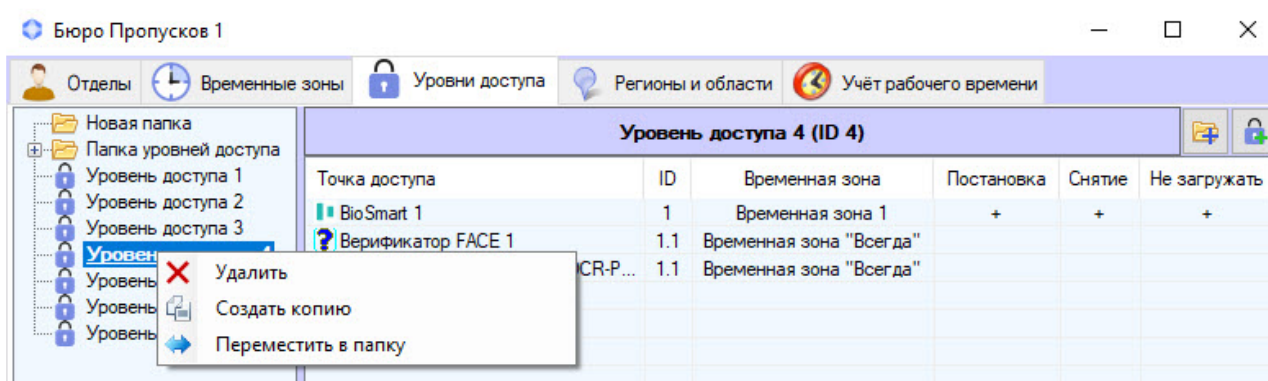 Бюро Пропусков 1
Отделы Временные зоны Уровни доступа Регионы и области Учёт рабочего времени
Новая папка
Папка уровней доступа
Уровень доступа 1
Уровень доступа 2
Уровень доступа 3
Уровень
Уровень
Уровень
Удалить
Создать копию
Переместить в папку
Уровень доступа 4 (ID 4)
Точка доступа ID Временная зона Постановка Снятие Не загружать
BioSmart 1 1 Временная зона 1 + + +
Верификатор FACE 1 1.1 Временная зона "Всегда"
CR-P... 1.1 Временная зона "Всегда"